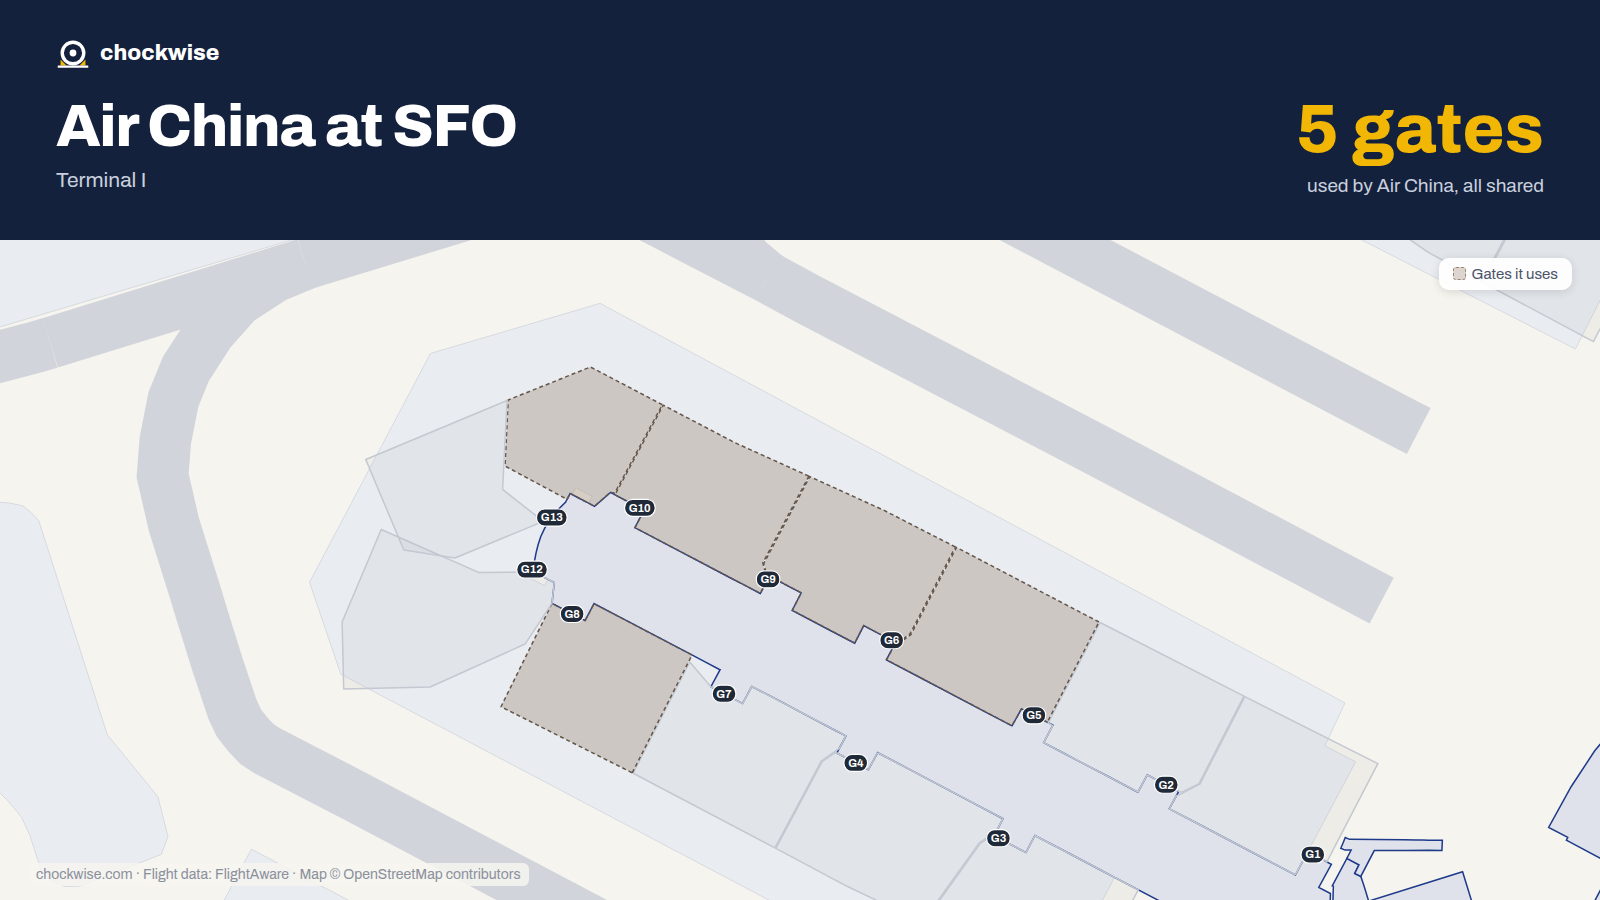 chockwise
Air China at SFO
Terminal I
5 gates
used by Air China, all shared
Gates it uses
G13
G10
G12
G9
G8
G6
G7
G5
G4
G2
G3
G1
chockwise.com · Flight data: FlightAware · Map © OpenStreetMap contributors